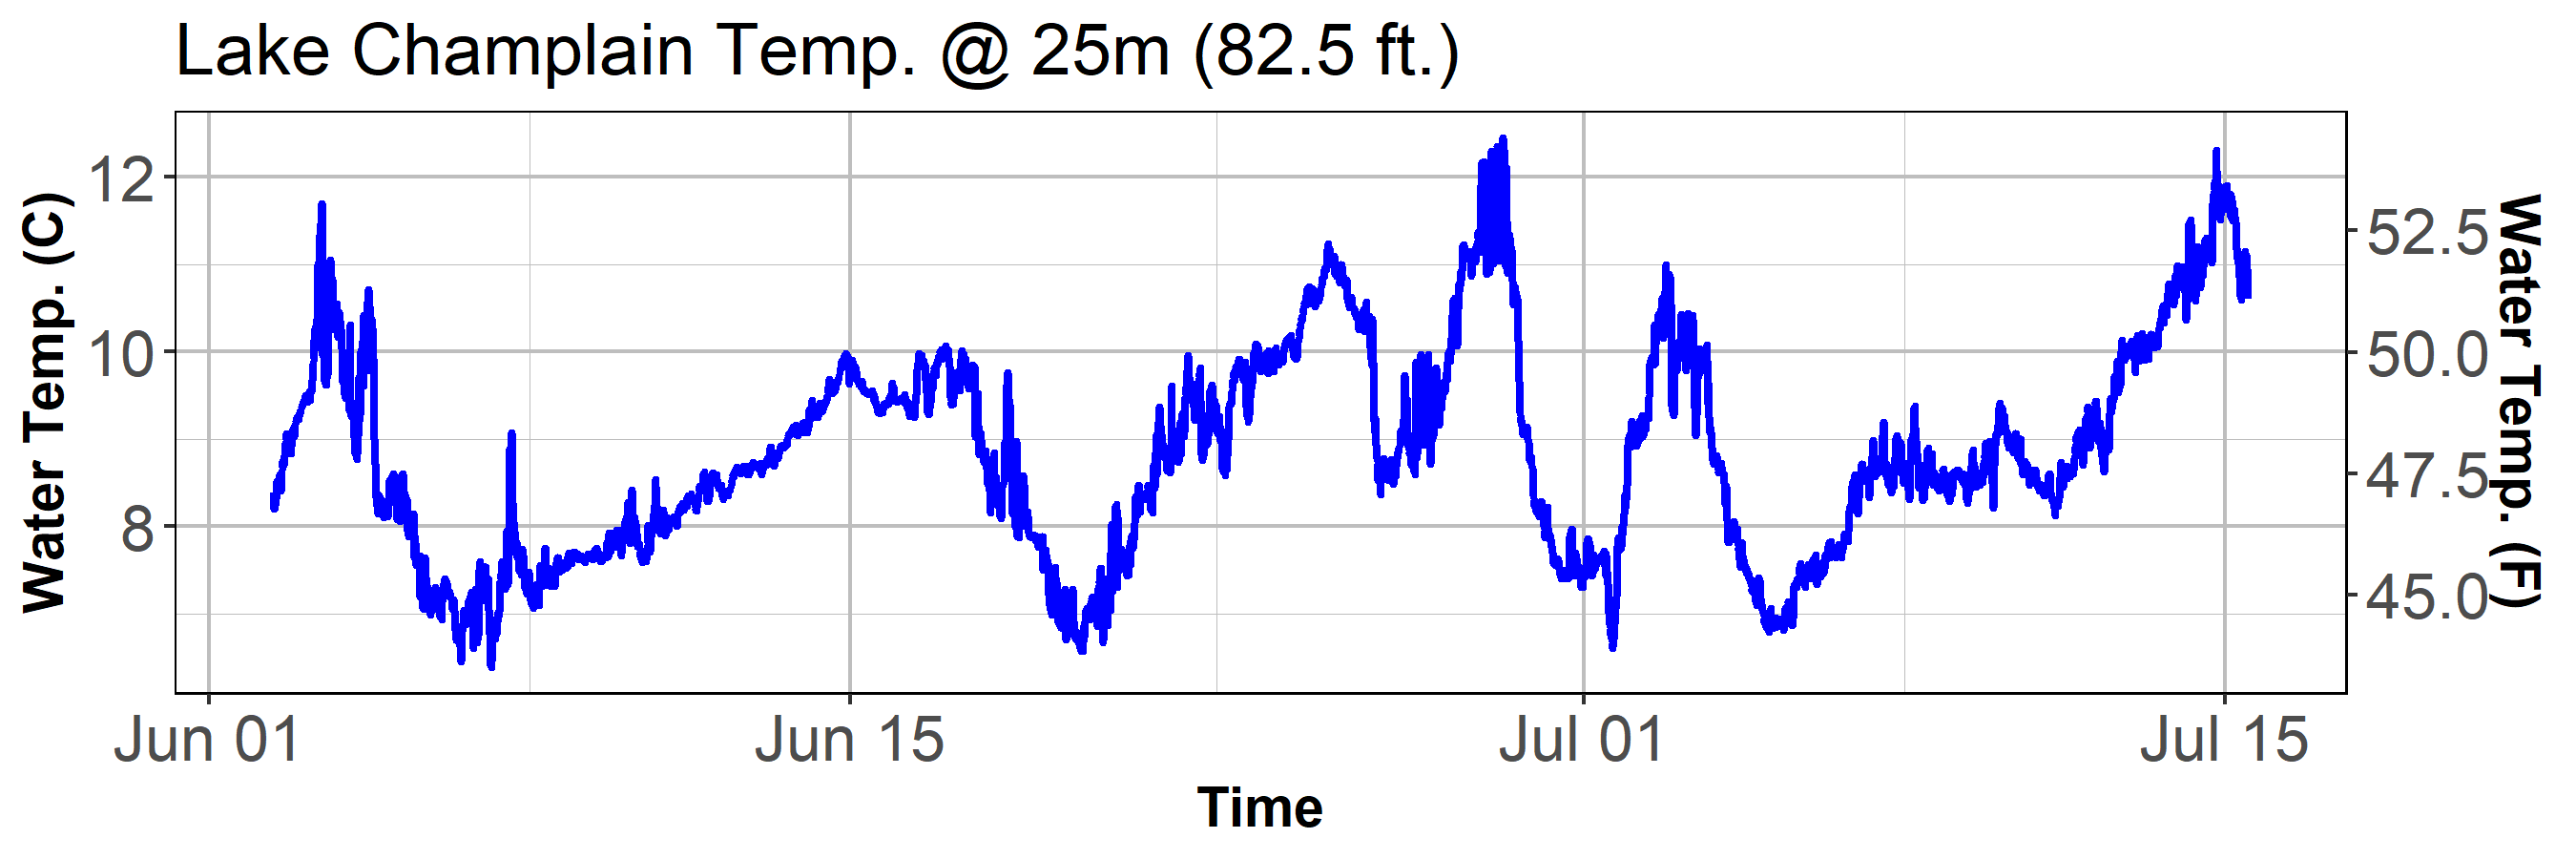 Lake Champlain Temp. @ 25m (82.5 ft.)
Water Temp. (C)
12
10
8
52.5
50.0
47.5
45.0
Water Temp. (F)
Jun 01
Jun 15
Jul 01
Jul 15
Time